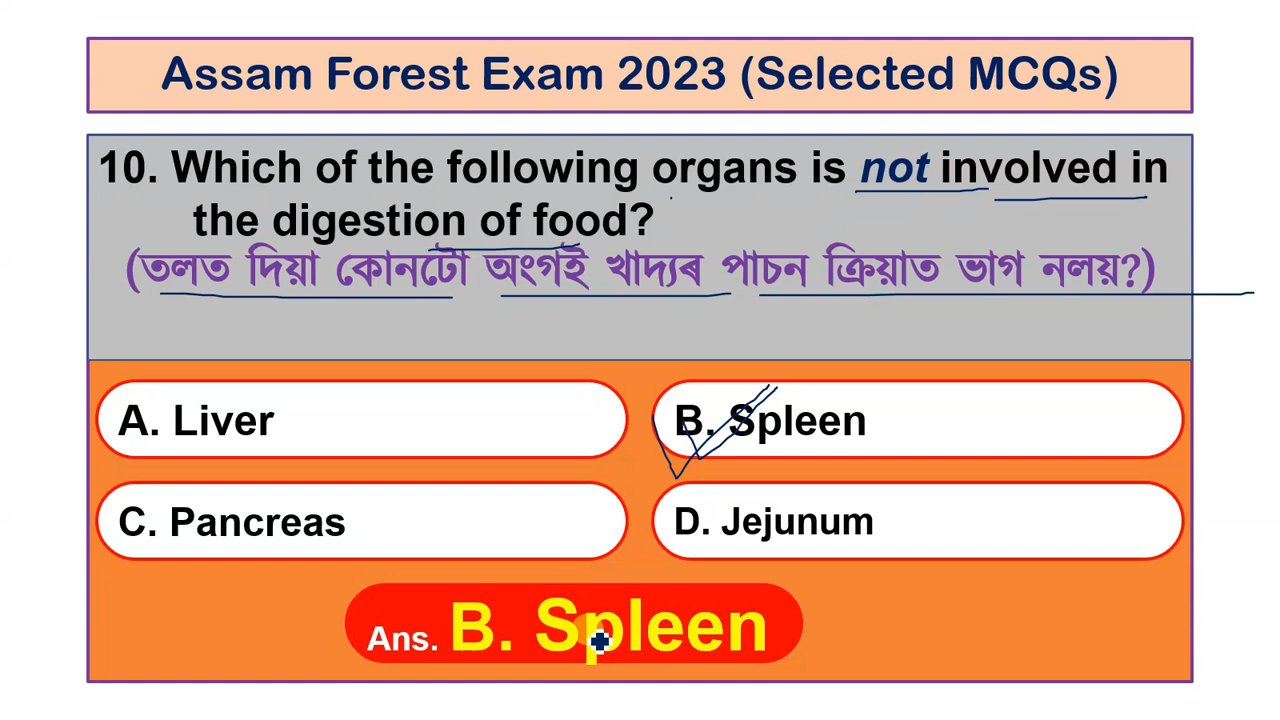 Assam Forest Exam 2023 (Selected MCQs)
10. Which of the following organs is not involved in
the digestion of food?
(তলত দিয়া কোনটো অংগই খাদ্যৰ পাচন ক্ৰিয়াত ভাগ নলয়?)
A. Liver
B. Spleen
C. Pancreas
D. Jejunum
Ans. B. Spleen